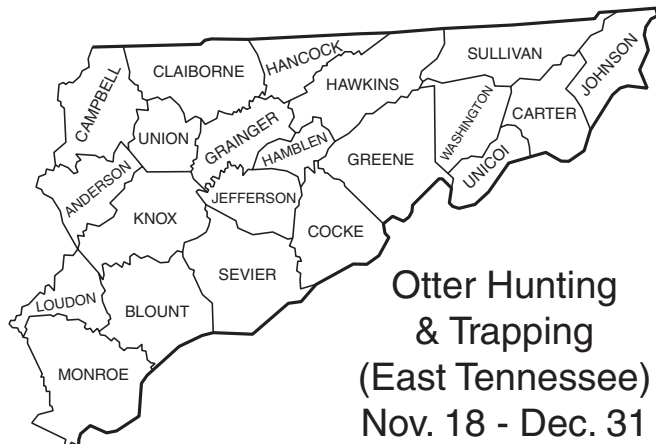 CAMPBELL
CLAIBORNE
HANCOCK
HAWKINS
SULLIVAN
JOHNSON
UNION
GRAINGER
HAMBLEN
GREENE
WASHINGTON
CARTER
UNICOI
ANDERSON
KNOX
JEFFERSON
COCKE
SEVIER
LOUDON
BLOUNT
MONROE
Otter Hunting
& Trapping
(East Tennessee)
Nov. 18 - Dec. 31